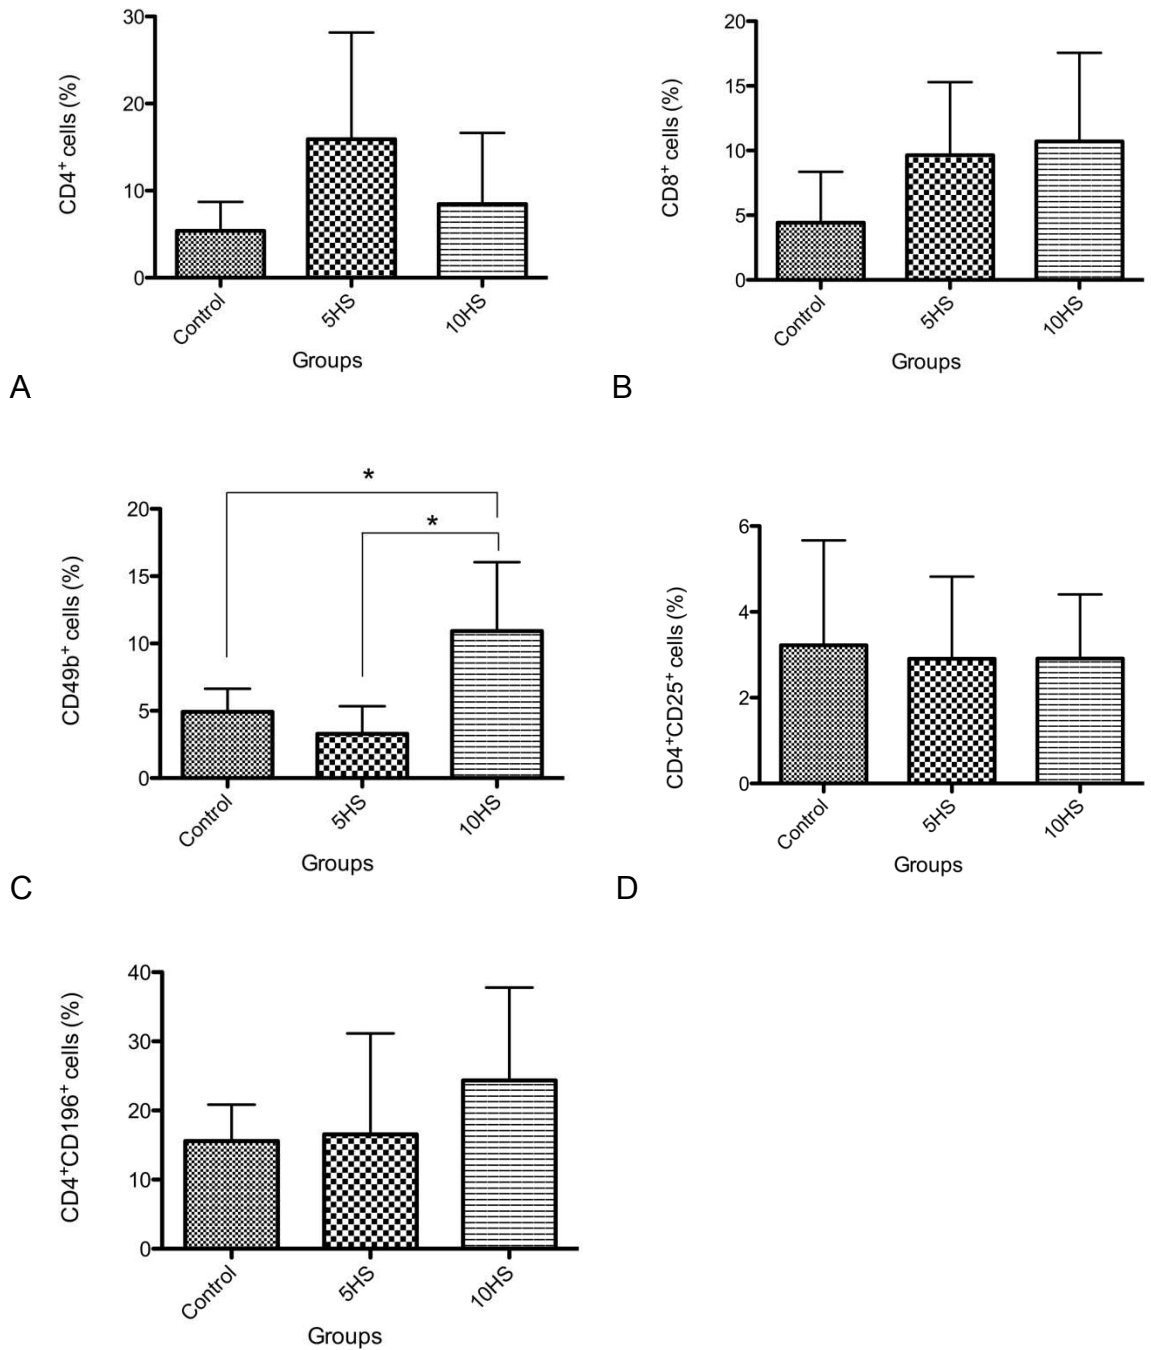 CD4⁺ cells (%)
30
20
10
0
Control
5HS
10HS
Groups
A
CD8⁺ cells (%)
20
15
10
5
0
Control
5HS
10HS
Groups
B
CD49b⁺ cells (%)
20
15
10
5
0
*
*
Control
5HS
10HS
Groups
C
CD4⁺CD25⁺ cells (%)
6
4
2
0
Control
5HS
10HS
Groups
D
CD4⁺CD196⁺ cells (%)
40
30
20
10
0
Control
5HS
10HS
Groups